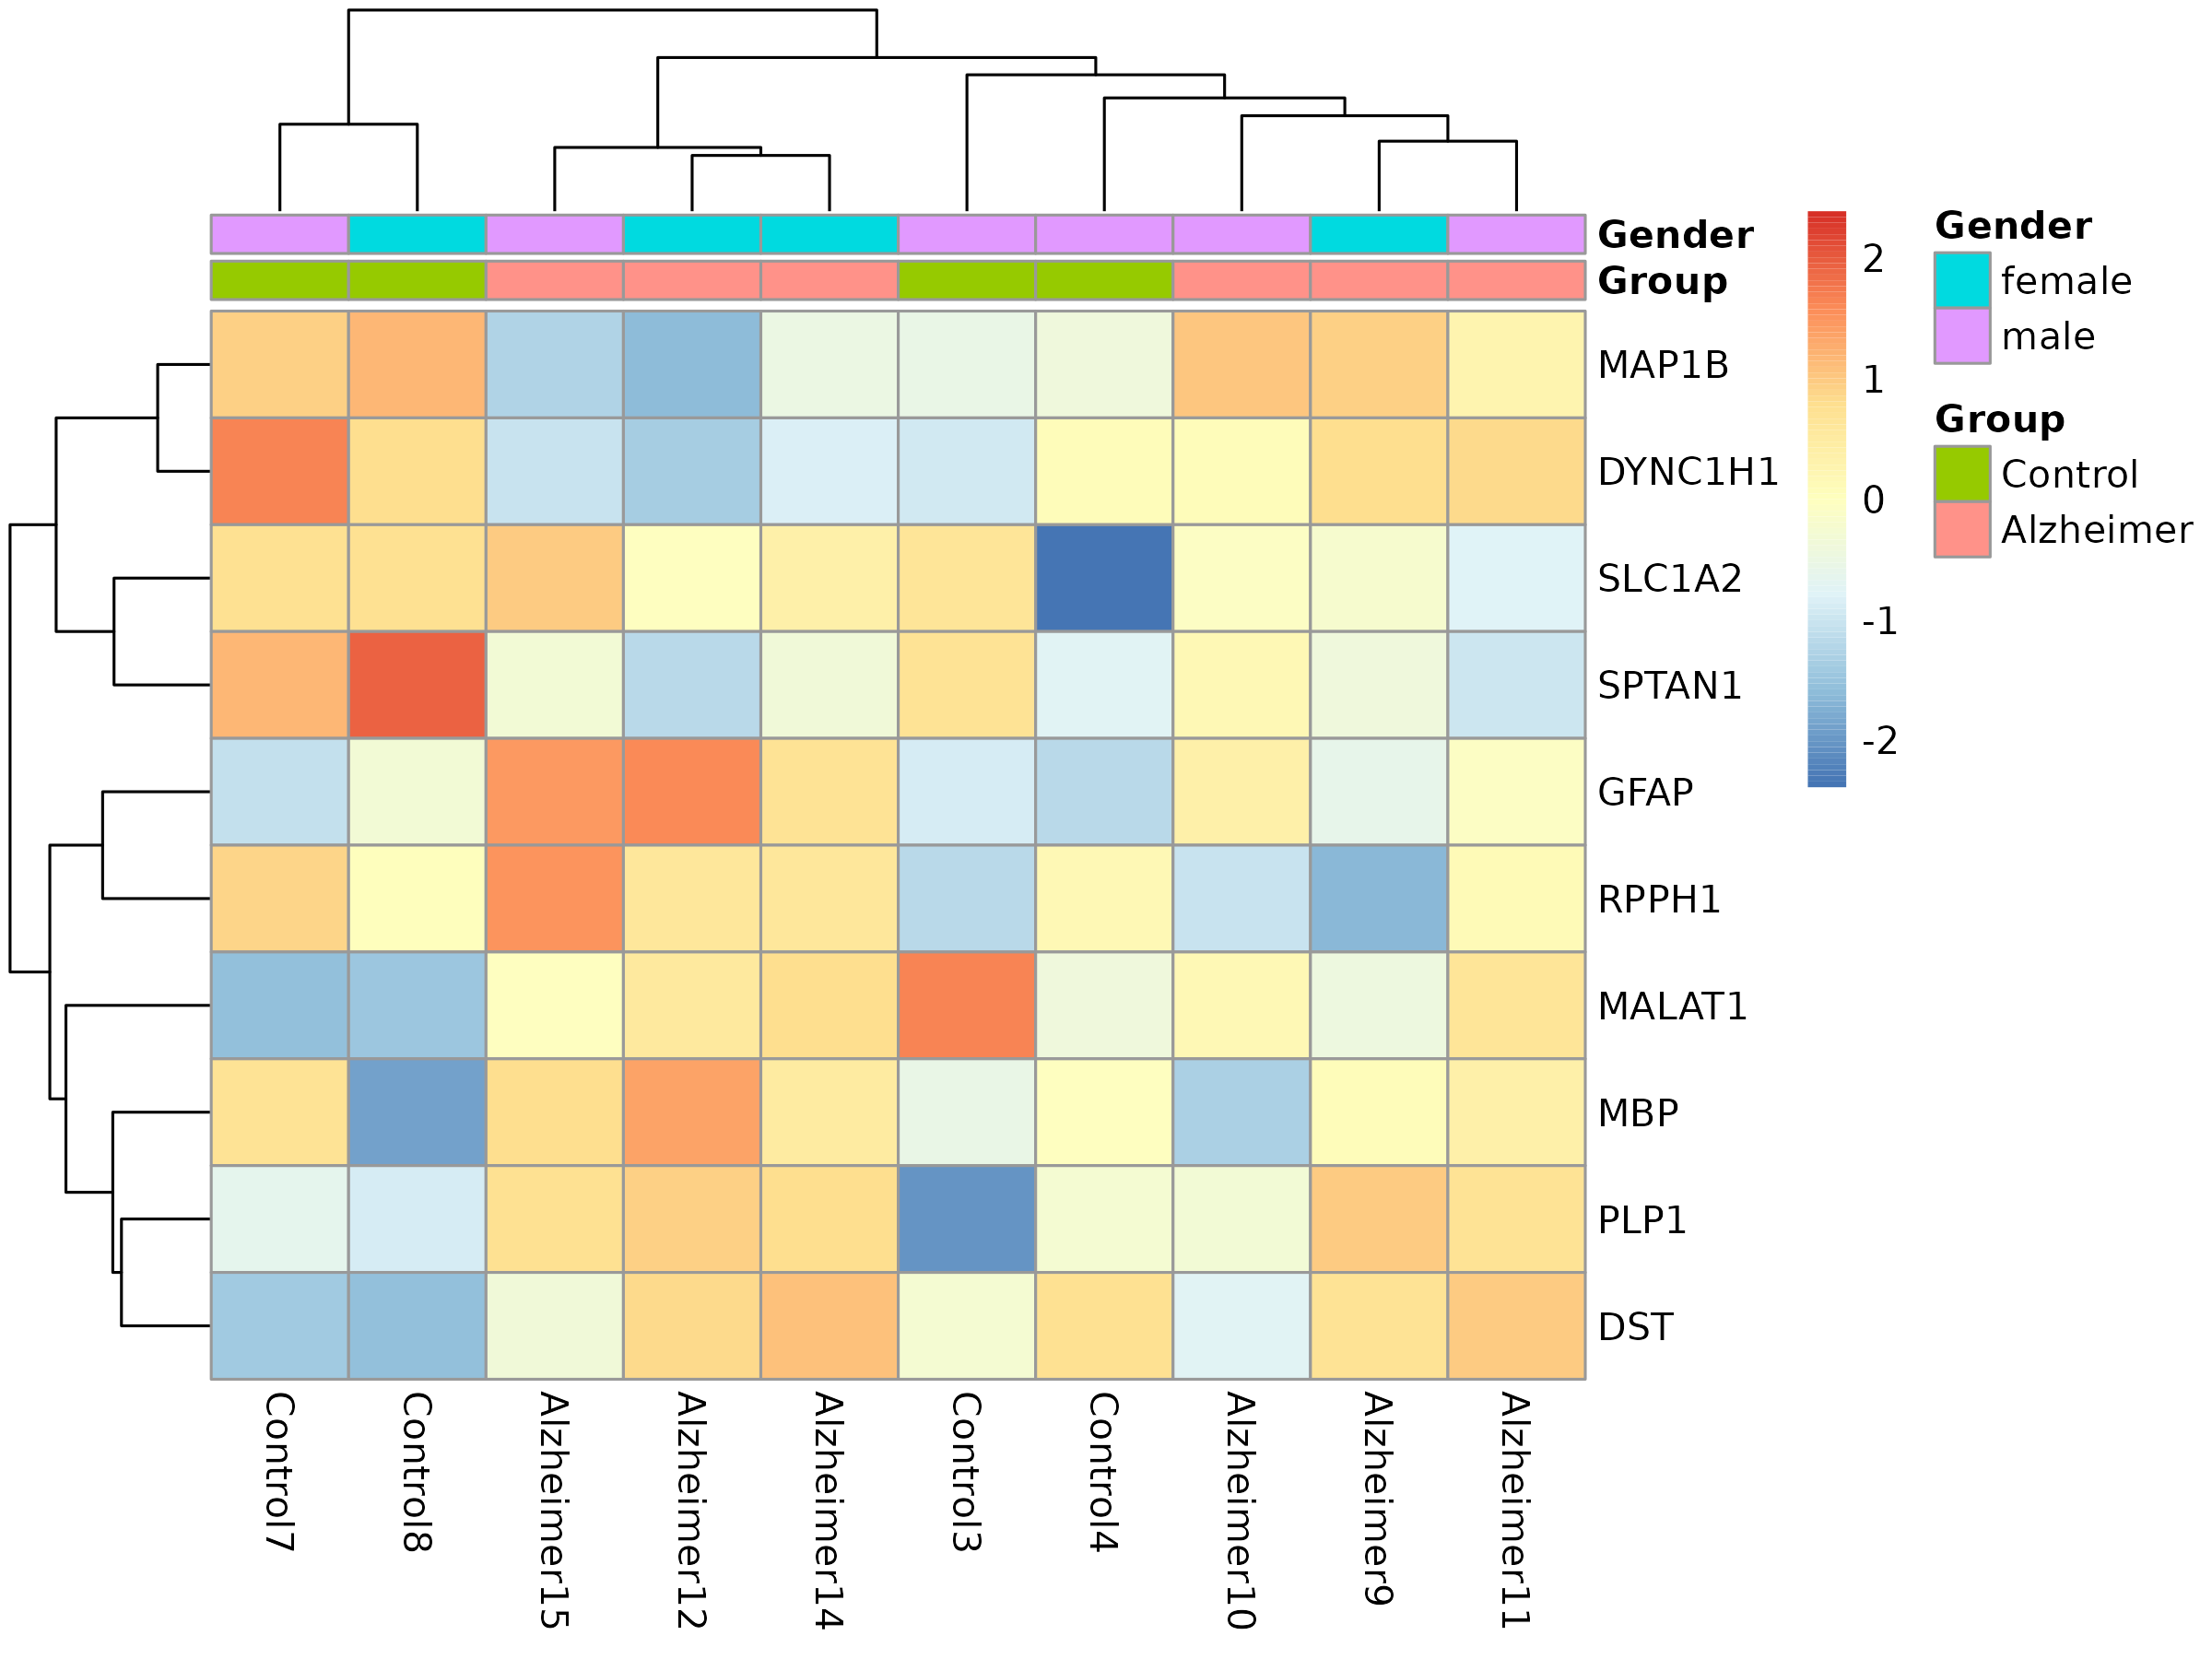 Gender
Group
MAP1B
DYNC1H1
SLC1A2
SPTAN1
GFAP
RPPH1
MALAT1
MBP
PLP1
DST
Control7
Control8
Alzheimer15
Alzheimer12
Alzheimer14
Control3
Control4
Alzheimer10
Alzheimer9
Alzheimer11
2
1
0
-1
-2
Gender
female
male
Group
Control
Alzheimer